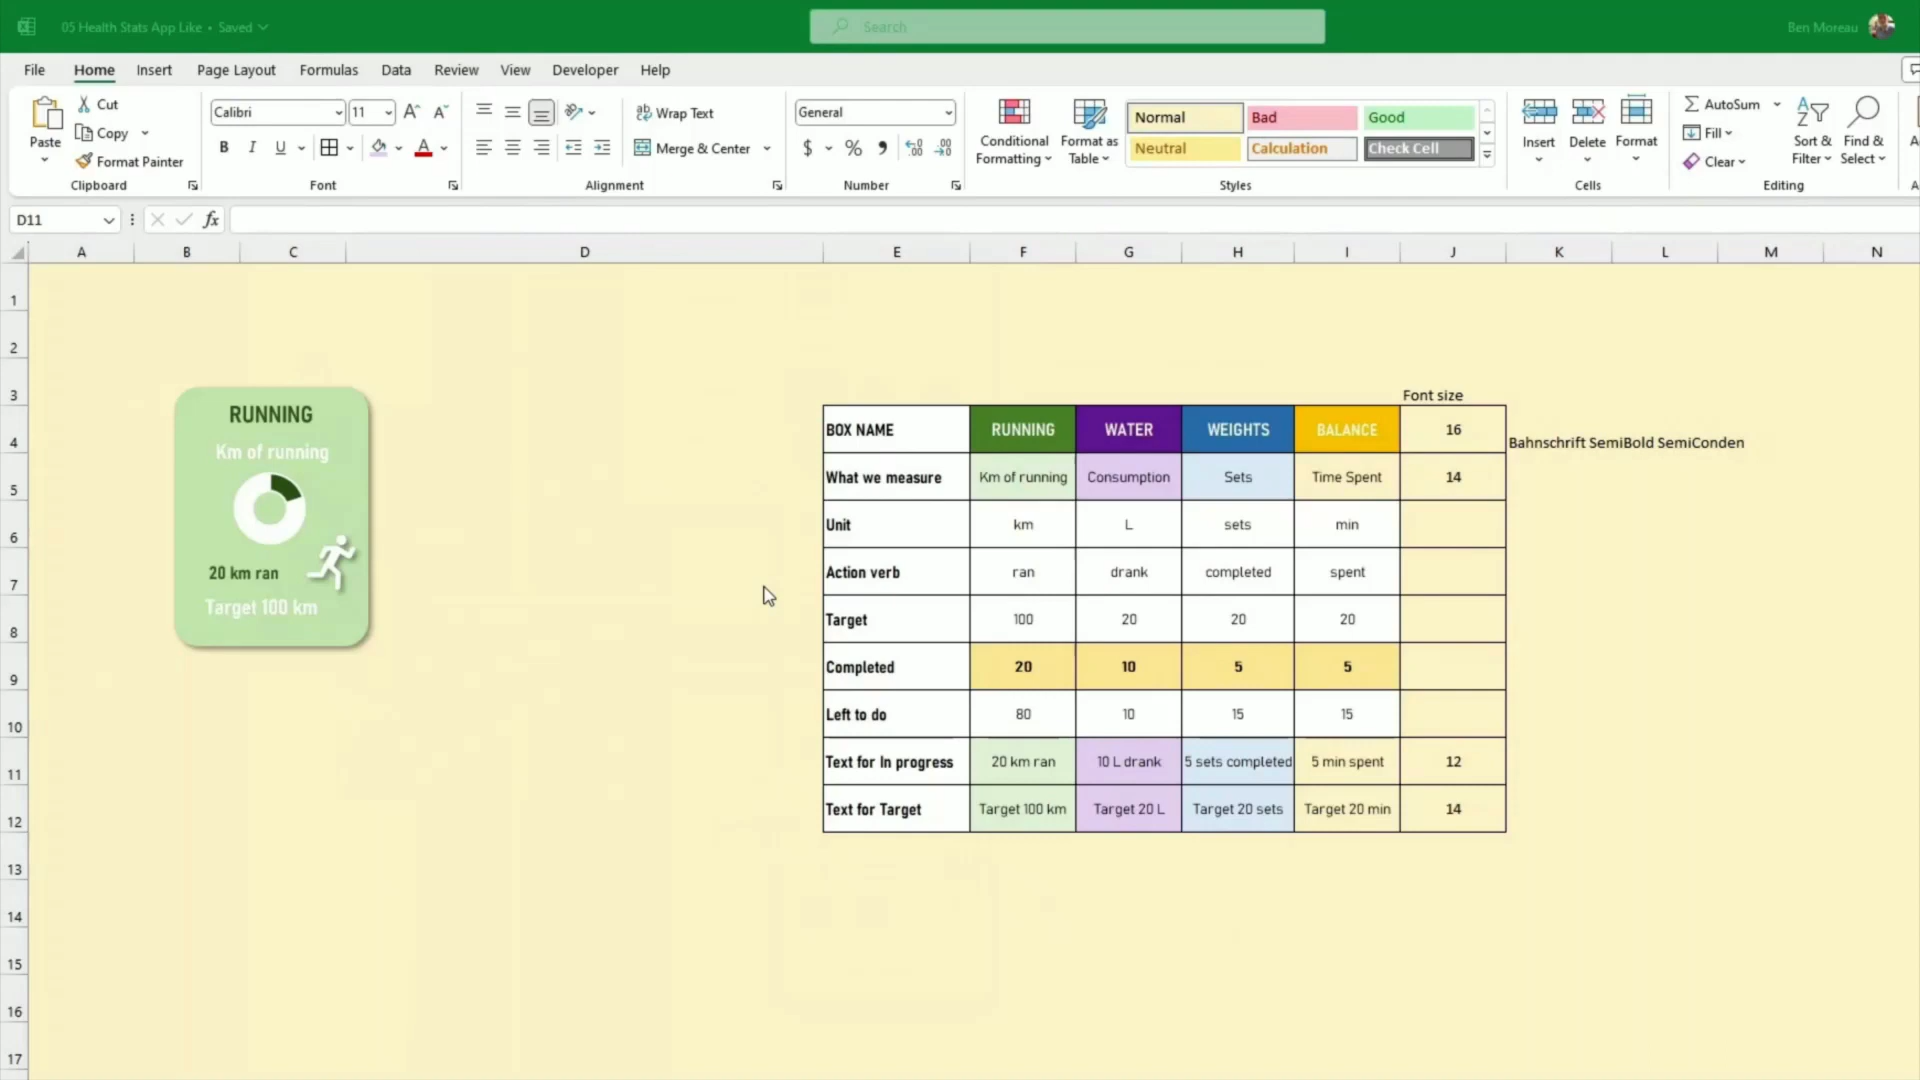 05 Health Stats App Like • Saved
Search
Ben Moreau
File Home Insert Page Layout Formulas Data Review View Developer Help
Paste
Cut
Copy
Format Painter
Clipboard
Calibri 11
B I U
Font
Wrap Text
Merge & Center
Alignment
General
$ %
Number
Conditional Formatting
Format as Table
Normal Bad Good
Neutral Calculation Check Cell
Styles
Insert Delete Format
Cells
AutoSum
Fill
Clear
Sort & Filter
Find & Select
Editing
D11 fx
A B C D E F G H I J K L M N
1
2
3 Font size
4 BOX NAME RUNNING WATER WEIGHTS BALANCE 16 Bahnschrift SemiBold SemiConden
5 What we measure Km of running Consumption Sets Time Spent 14
6 Unit km L sets min
7 Action verb ran drank completed spent
8 Target 100 20 20 20
9 Completed 20 10 5 5
10 Left to do 80 10 15 15
11 Text for In progress 20 km ran 10 L drank 5 sets completed 5 min spent 12
12 Text for Target Target 100 km Target 20 L Target 20 sets Target 20 min 14
13
14
15
16
17
RUNNING
Km of running
20 km ran
Target 100 km